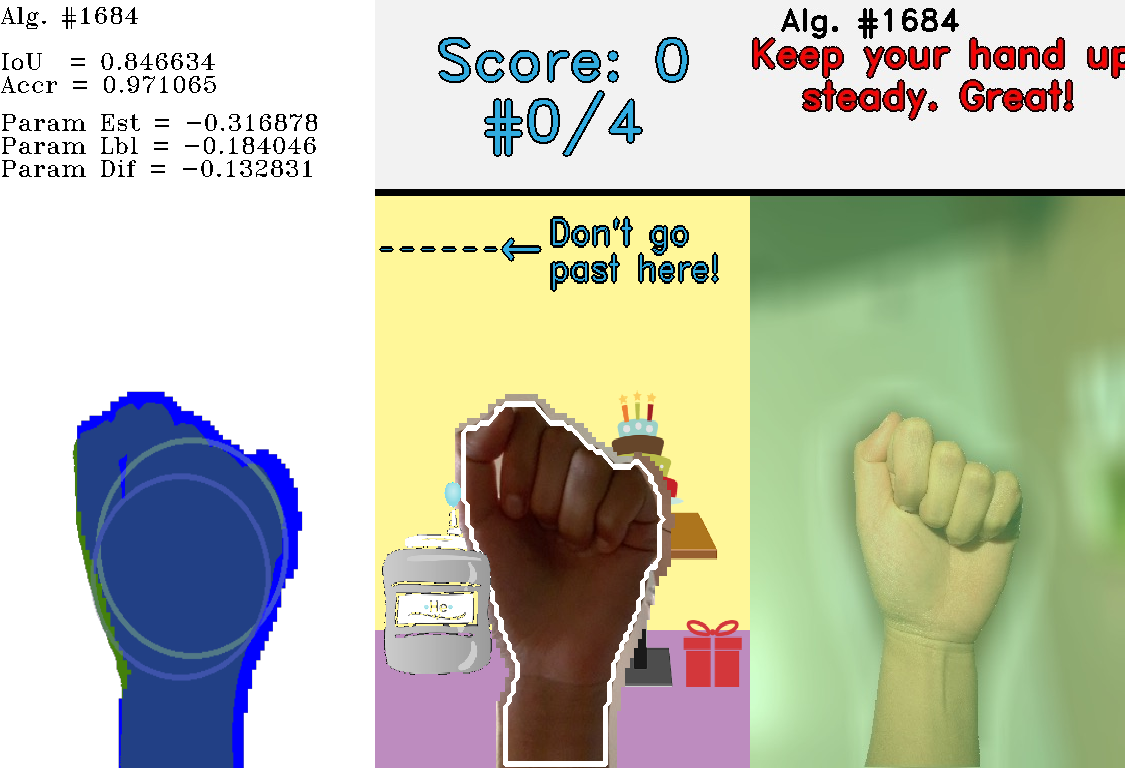 Alg. #1684
IoU = 0.846634
Accr = 0.971065
Param Est = −0.316878
Param Lbl = −0.184046
Param Dif = −0.132831
Score: 0
#0/4
Alg. #1684
Keep your hand up
steady. Great!
Don't go
past here!